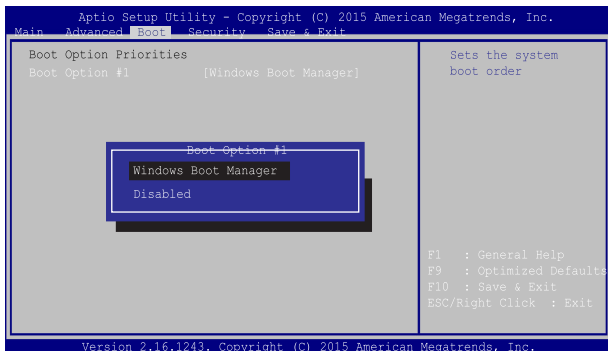 Aptio Setup Utility - Copyright (C) 2015 American Megatrends, Inc.
Main Advanced Boot Security Save & Exit
Boot Option Priorities
Boot Option #1 [Windows Boot Manager]
Sets the system
boot order
Boot Option #1
Windows Boot Manager
Disabled
F1 : General Help
F9 : Optimized Defaults
F10 : Save & Exit
ESC/Right Click : Exit
Version 2.16.1243. Copyright (C) 2015 American Megatrends, Inc.